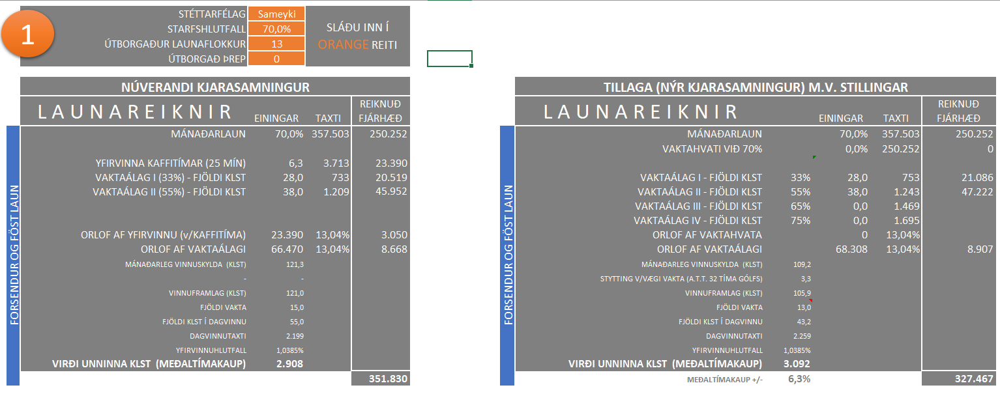 1
STÉTTARFÉLAG Sameyki
STARFSHLUTFALL 70,0%
ÚTBORGAÐUR LAUNAFLOKKUR 13
ÚTBORGAÐ ÞREP 0
SLÁÐU INN Í
ORANGE REITI
NÚVERANDI KJARASAMNINGUR
LAUNAREIKNIR EININGAR TAXTI REIKNUÐ FJÁRHÆÐ
FORSENDUR OG FÖST LAUN
MÁNAÐARLAUN 70,0% 357.503 250.252
YFIRVINNA KAFFITÍMAR (25 MÍN) 6,3 3.713 23.390
VAKTAÁLAG I (33%) - FJÖLDI KLST 28,0 733 20.519
VAKTAÁLAG II (55%) - FJÖLDI KLST 38,0 1.209 45.952
ORLOF AF YFIRVINNU (v/KAFFITÍMA) 23.390 13,04% 3.050
ORLOF AF VAKTAÁLAGI 66.470 13,04% 8.668
MÁNAÐARLEG VINNUSKYLDA (KLST) 121,3
- -
VINNUFRAMLAG (KLST) 121,0
FJÖLDI VAKTA 15,0
FJÖLDI KLST Í DAGVINNU 55,0
DAGVINNUTAXTI 2.199
YFIRVINNUHLUTFALL 1,0385%
VIRÐI UNNINNA KLST (MEÐALTÍMAKAUP) 2.908
351.830
TILLAGA (NÝR KJARASAMNINGUR) M.V. STILLINGAR
LAUNAREIKNIR EININGAR TAXTI REIKNUÐ FJÁRHÆÐ
FORSENDUR OG FÖST LAUN
MÁNAÐARLAUN 70,0% 357.503 250.252
VAKTAHVATI VIÐ 70% 0,0% 250.252 0
VAKTAÁLAG I - FJÖLDI KLST 33% 28,0 753 21.086
VAKTAÁLAG II - FJÖLDI KLST 55% 38,0 1.243 47.222
VAKTAÁLAG III - FJÖLDI KLST 65% 0,0 1.469
VAKTAÁLAG IV - FJÖLDI KLST 75% 0,0 1.695
ORLOF AF VAKTAHVATA 0 13,04%
ORLOF AF VAKTAÁLAGI 68.308 13,04% 8.907
MÁNAÐARLEG VINNUSKYLDA (KLST) 109,2
STYTTING V/VÆGI VAKTA (A.T.T. 32 TÍMA GÓLFS) 3,3
VINNUFRAMLAG (KLST) 105,9
FJÖLDI VAKTA 13,0
FJÖLDI KLST Í DAGVINNU 43,2
DAGVINNUTAXTI 2.259
YFIRVINNUHLUTFALL 1,0385%
VIRÐI UNNINNA KLST (MEÐALTÍMAKAUP) 3.092
MEÐALTÍMAKAUP +/- 6,3% 327.467